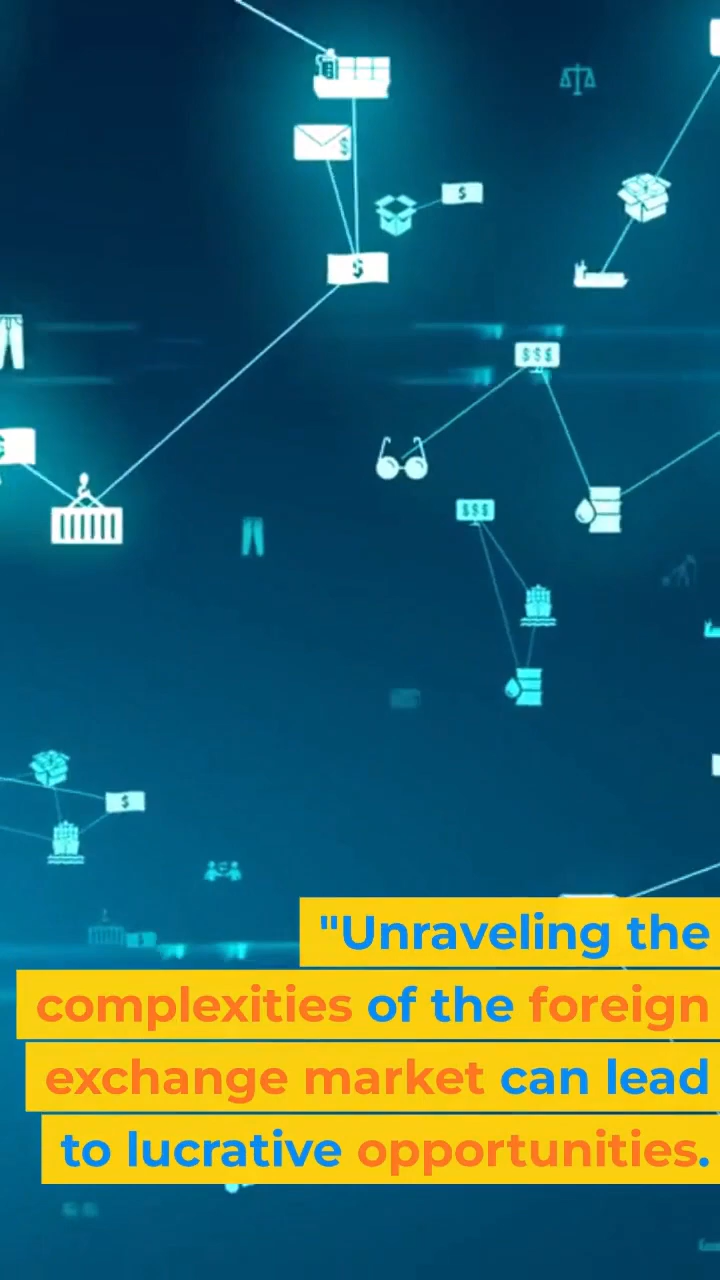 "Unraveling the
complexities of the foreign
exchange market can lead
to lucrative opportunities.